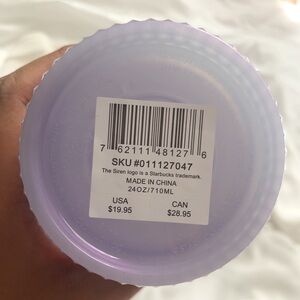 7 62111 48127 6
SKU #011127047
The Siren logo is a Starbucks trademark.
MADE IN CHINA
24OZ/710ML
USA CAN
$19.95 $28.95